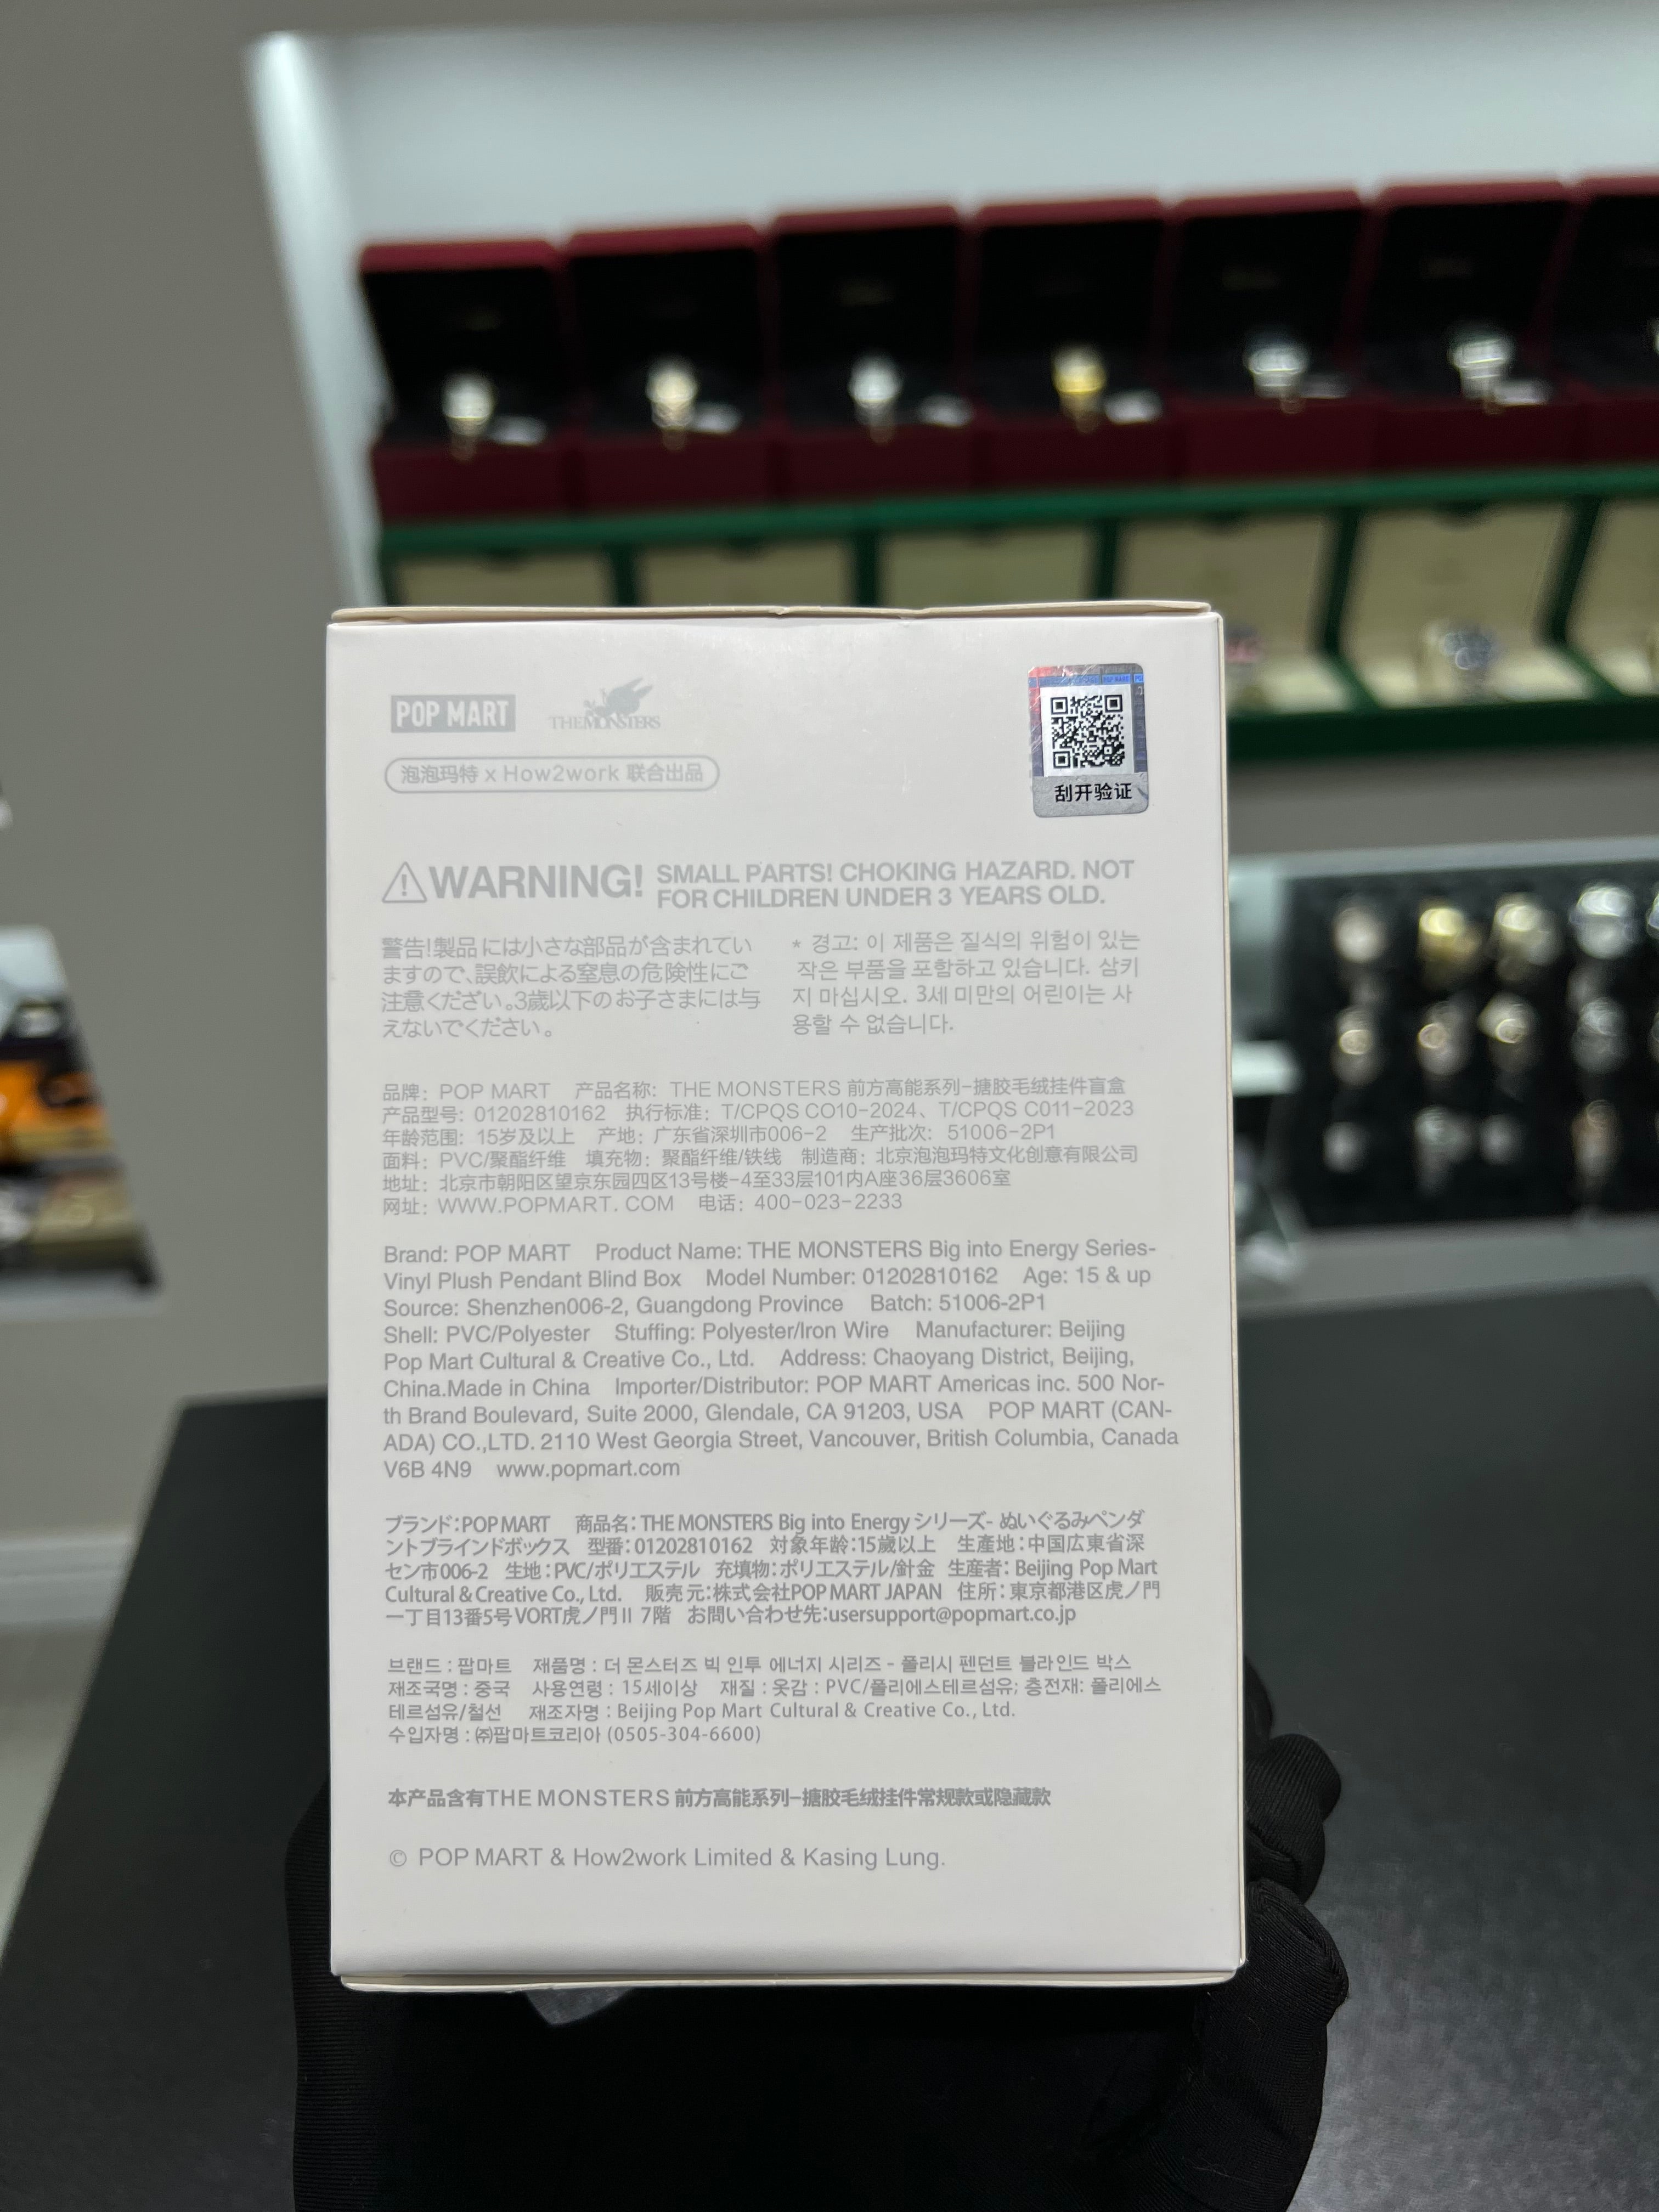 POP MART THE MONSTERS
泡泡玛特 x How2work 联合出品
刮开验证
WARNING! SMALL PARTS! CHOKING HAZARD. NOT
FOR CHILDREN UNDER 3 YEARS OLD.
警告!製品には小さな部品が含まれてい
ますので、誤飲による窒息の危険性にご
注意ください。3歳以下のお子さまには与
えないでください。
* 경고: 이 제품은 질식의 위험이 있는
작은 부품을 포함하고 있습니다. 삼키
지 마십시오. 3세 미만의 어린이는 사
용할 수 없습니다.
品牌: POP MART 产品名称: THE MONSTERS 前方高能系列-搪胶毛绒挂件盲盒
产品型号: 01202810162 执行标准: T/CPQS CO10-2024、T/CPQS C011-2023
年龄范围: 15岁及以上 产地: 广东省深圳市006-2 生产批次: 51006-2P1
面料: PVC/聚酯纤维 填充物: 聚酯纤维/铁线 制造商: 北京泡泡玛特文化创意有限公司
地址: 北京市朝阳区望京东园四区13号楼-4至33层101内A座36层3606室
网址: WWW.POPMART.COM 电话: 400-023-2233
Brand: POP MART Product Name: THE MONSTERS Big into Energy Series-
Vinyl Plush Pendant Blind Box Model Number: 01202810162 Age: 15 & up
Source: Shenzhen006-2, Guangdong Province Batch: 51006-2P1
Shell: PVC/Polyester Stuffing: Polyester/Iron Wire Manufacturer: Beijing
Pop Mart Cultural & Creative Co., Ltd. Address: Chaoyang District, Beijing,
China.Made in China Importer/Distributor: POP MART Americas inc. 500 Nor-
th Brand Boulevard, Suite 2000, Glendale, CA 91203, USA POP MART (CAN-
ADA) CO.,LTD. 2110 West Georgia Street, Vancouver, British Columbia, Canada
V6B 4N9 www.popmart.com
ブランド:POP MART 商品名:THE MONSTERS Big into Energy シリーズ- ぬいぐるみペンダ
ントブラインドボックス 型番:01202810162 対象年齢:15歳以上 生産地:中国広東省深
セン市006-2 生地:PVC/ポリエステル 充填物:ポリエステル/針金 生産者: Beijing Pop Mart
Cultural & Creative Co., Ltd. 販売元:株式会社POP MART JAPAN 住所:東京都港区虎ノ門
一丁目13番5号VORT虎ノ門Ⅱ 7階 お問い合わせ先:usersupport@popmart.co.jp
브랜드 : 팝마트 제품명 : 더 몬스터즈 빅 인투 에너지 시리즈 - 플리시 펜던트 블라인드 박스
제조국명 : 중국 사용연령 : 15세이상 재질 : 옷감 : PVC/폴리에스테르섬유; 충전재: 폴리에스
테르섬유/철선 제조자명 : Beijing Pop Mart Cultural & Creative Co., Ltd.
수입자명 : ㈜팝마트코리아 (0505-304-6600)
本产品含有THE MONSTERS 前方高能系列-搪胶毛绒挂件常规款或隐藏款
© POP MART & How2work Limited & Kasing Lung.